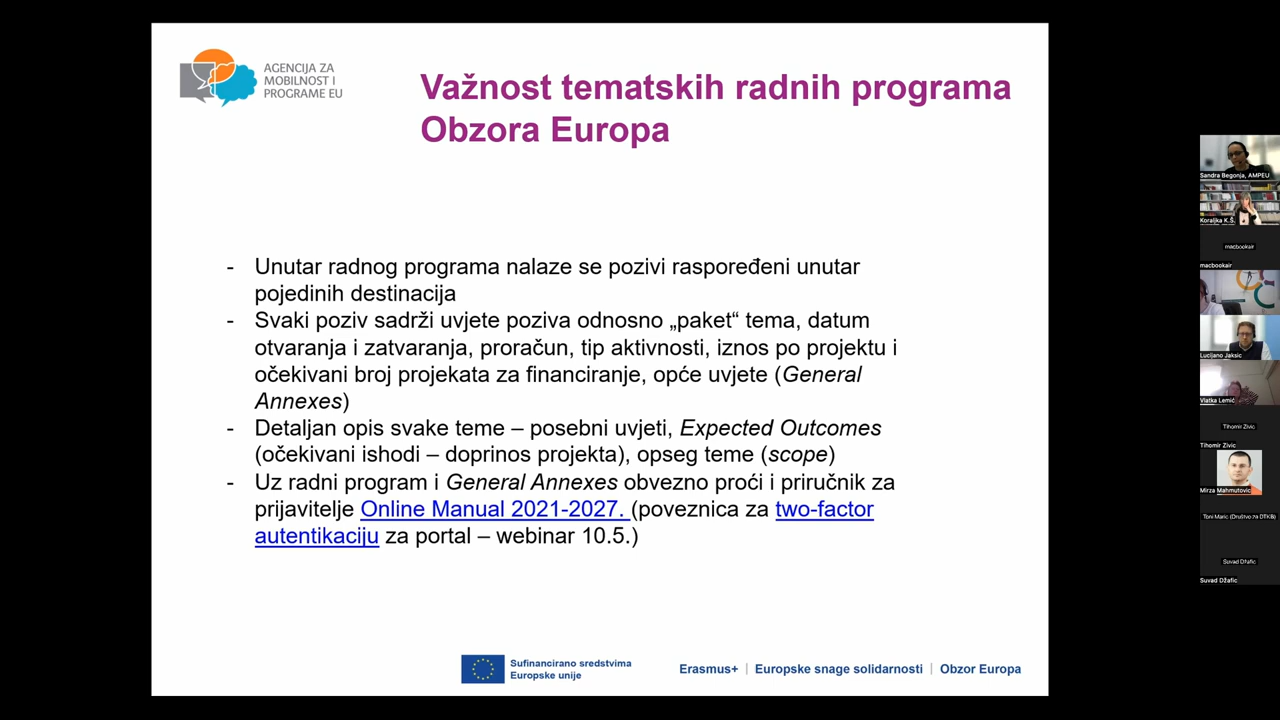 AGENCIJA ZA
MOBILNOST I
PROGRAME EU
Važnost tematskih radnih programa
Obzora Europa
- Unutar radnog programa nalaze se pozivi raspoređeni unutar
pojedinih destinacija
- Svaki poziv sadrži uvjete poziva odnosno „paket“ tema, datum
otvaranja i zatvaranja, proračun, tip aktivnosti, iznos po projektu i
očekivani broj projekata za financiranje, opće uvjete (General
Annexes)
- Detaljan opis svake teme – posebni uvjeti, Expected Outcomes
(očekivani ishodi – doprinos projekta), opseg teme (scope)
- Uz radni program i General Annexes obvezno proći i priručnik za
prijavitelje Online Manual 2021-2027. (poveznica za two-factor
autentikaciju za portal – webinar 10.5.)
Sufinancirano sredstvima
Europske unije
Erasmus+ | Europske snage solidarnosti | Obzor Europa
Sandra Begonja, AMPEU
Koraljka K.Š.
macbookair
macbookair
Lucijano Jaksic
Vlatka Lemić
Tihomir Zivic
Tihomir Zivic
Mirza Mahmutovic
Toni Maric (Društvo za DTKB)
Suvad Džafic
Suvad Džafic